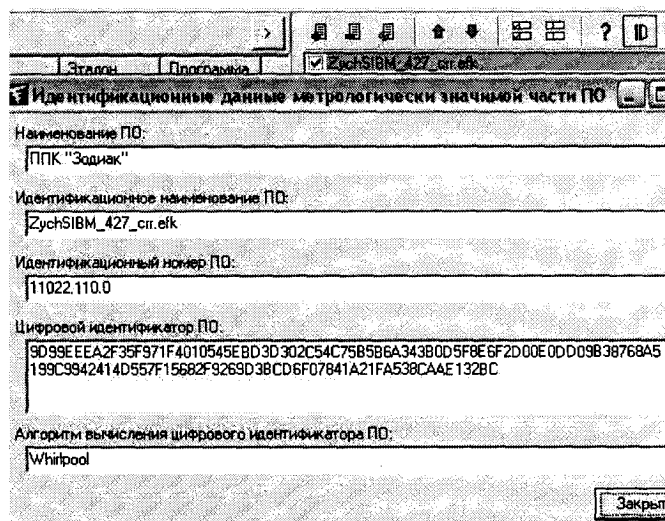 > ? ID
Эталон Программа ZychSIBM_427_crr.efk
Идентификационные данные метрологически значимой части ПО
Наименование ПО:
ППК "Зодиак"
Идентификационное наименование ПО:
ZychSIBM_427_crr.efk
Идентификационный номер ПО:
11022.110.0
Цифровой идентификатор ПО:
9D99EEEA2F35F971F4010545EBD3D302C54C75B5B6A343B0D5F8E6F2D00E0DD09B38768A5
199C9942414D557F15682F9269D3BCD6F07841A21FA538CAAE132BC
Алгоритм вычисления цифрового идентификатора ПО:
Whirlpool
Закрыт